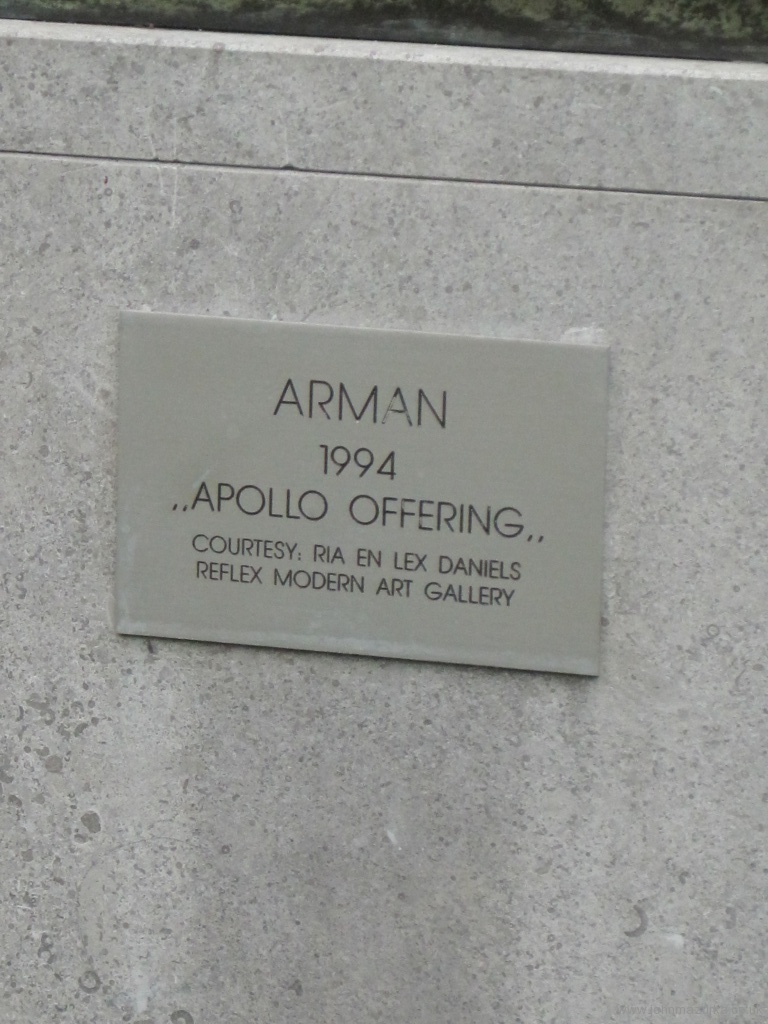 ARMAN
1994
,,APOLLO OFFERING,,
COURTESY: RIA EN LEX DANIELS
REFLEX MODERN ART GALLERY